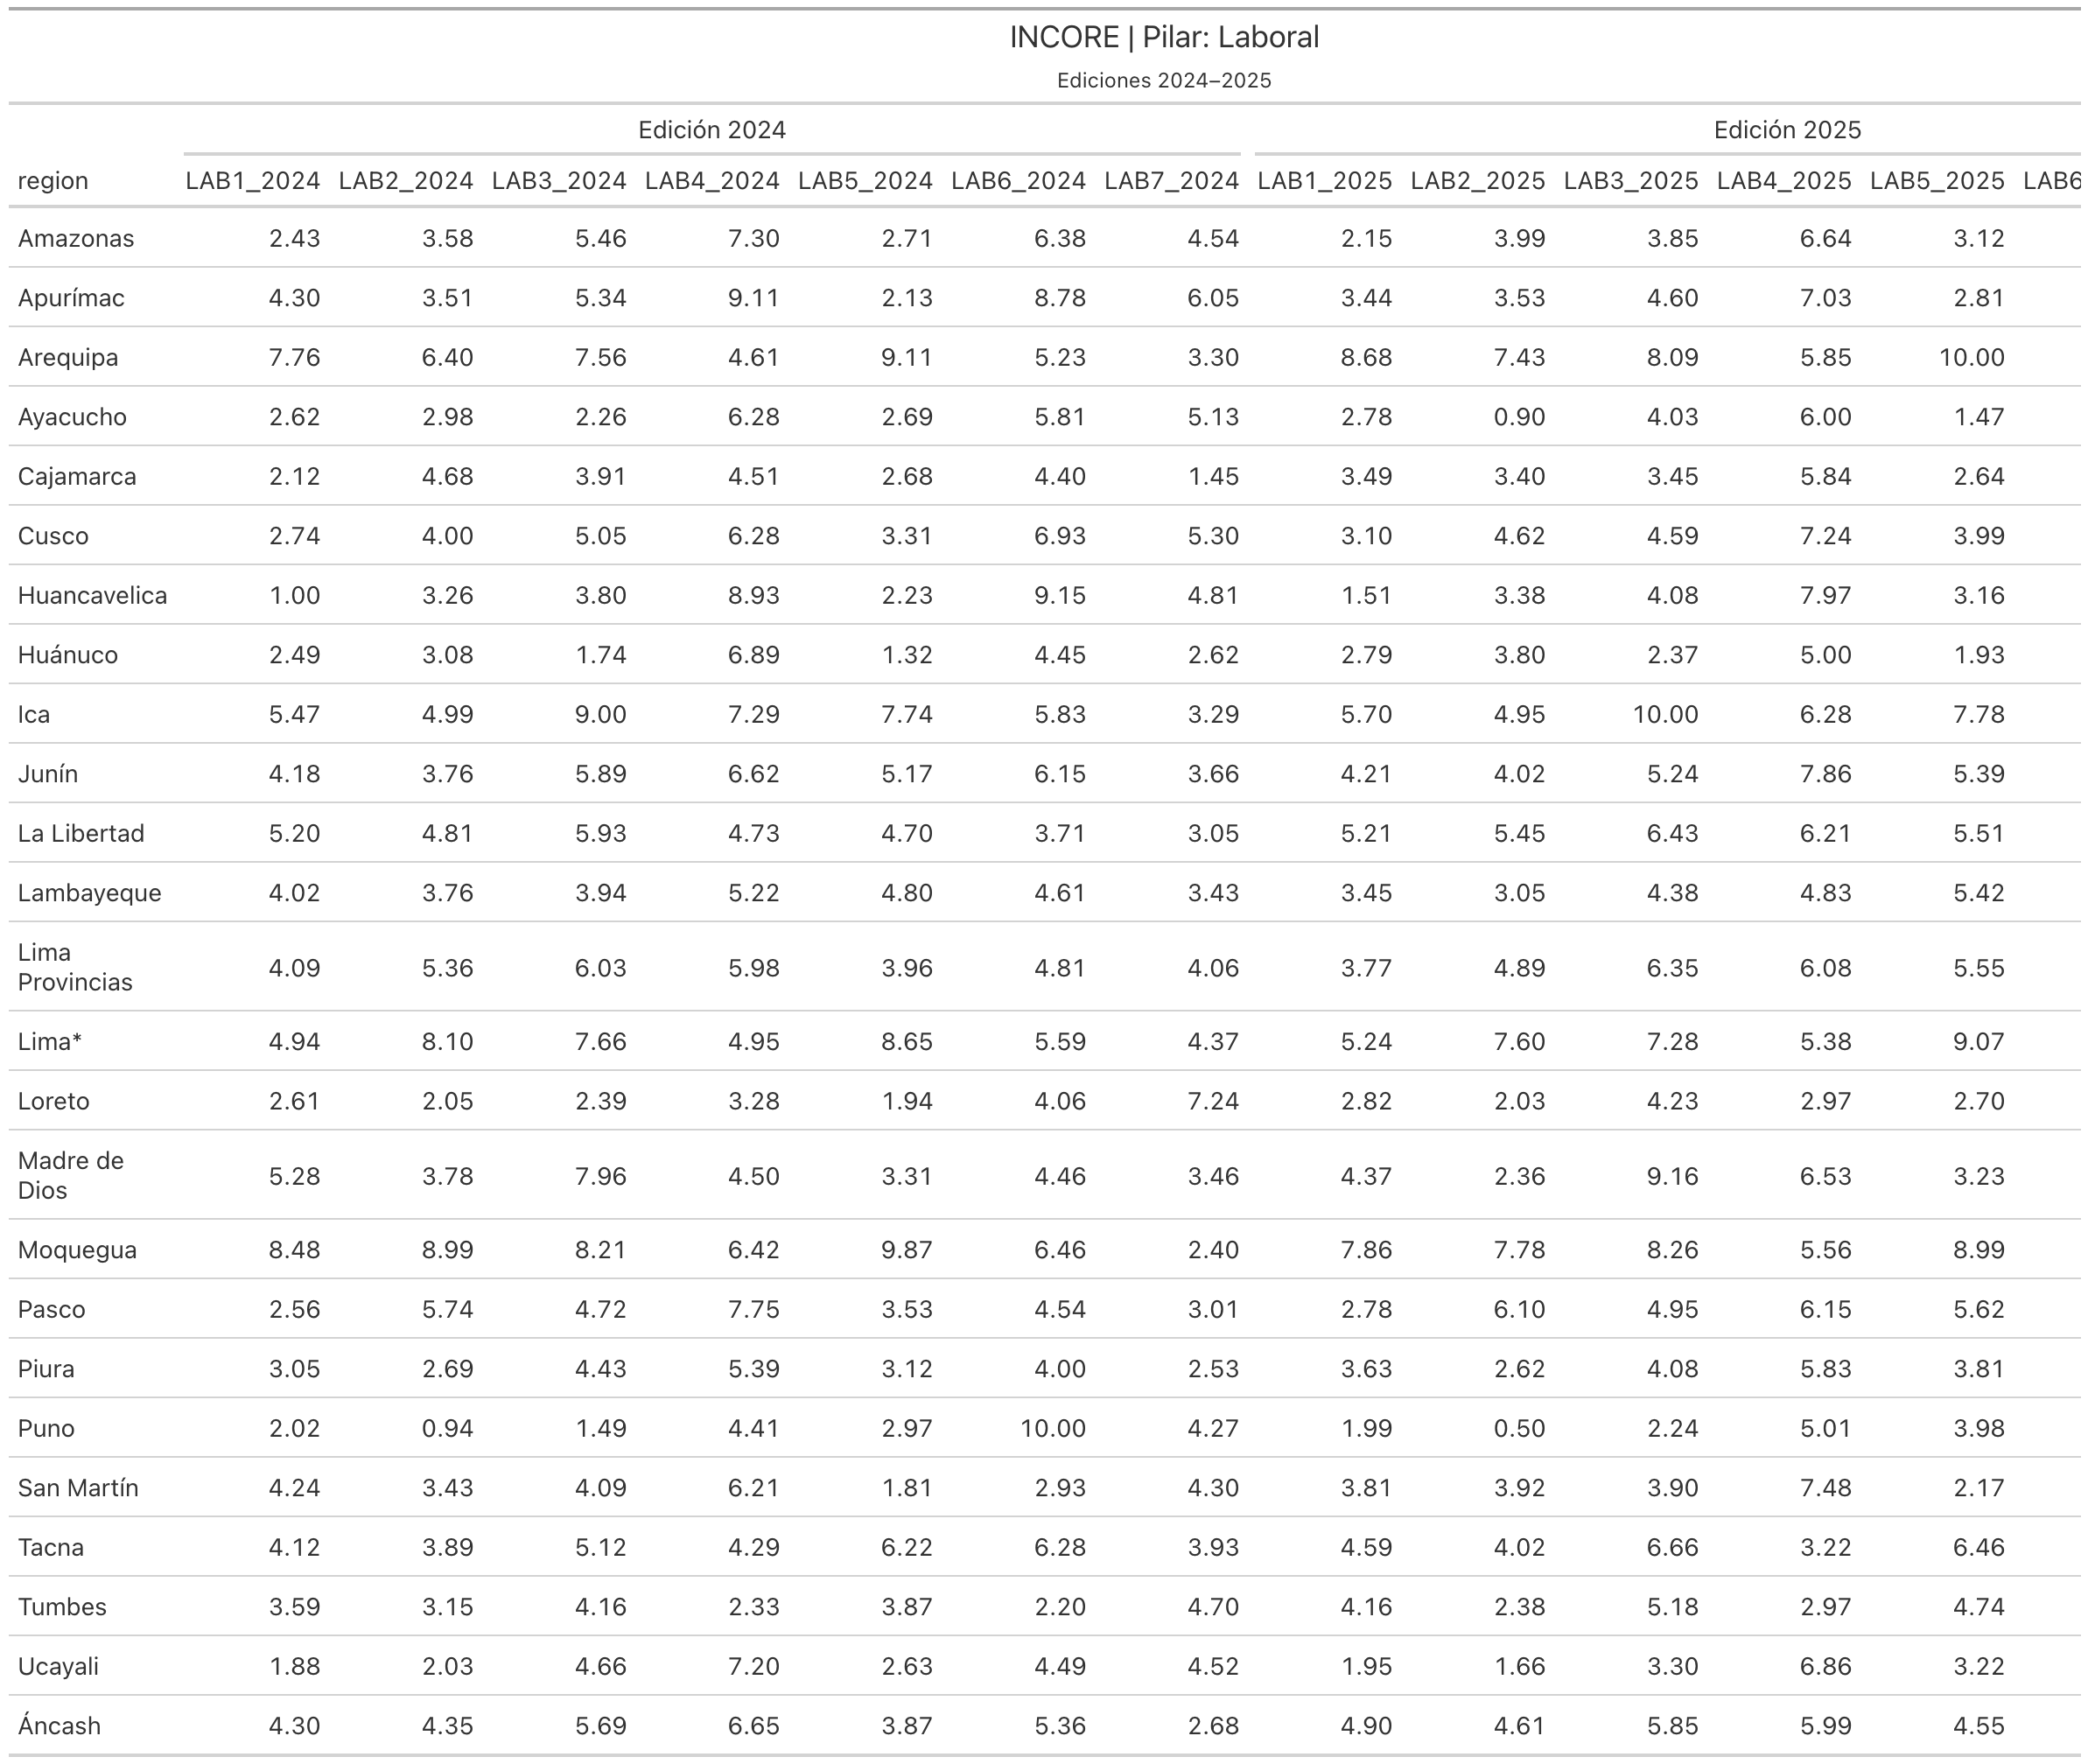 INCORE | Pilar: Laboral
Ediciones 2024–2025
Edición 2024 Edición 2025
region LAB1_2024 LAB2_2024 LAB3_2024 LAB4_2024 LAB5_2024 LAB6_2024 LAB7_2024 LAB1_2025 LAB2_2025 LAB3_2025 LAB4_2025 LAB5_2025 LAB6
Amazonas 2.43 3.58 5.46 7.30 2.71 6.38 4.54 2.15 3.99 3.85 6.64 3.12
Apurímac 4.30 3.51 5.34 9.11 2.13 8.78 6.05 3.44 3.53 4.60 7.03 2.81
Arequipa 7.76 6.40 7.56 4.61 9.11 5.23 3.30 8.68 7.43 8.09 5.85 10.00
Ayacucho 2.62 2.98 2.26 6.28 2.69 5.81 5.13 2.78 0.90 4.03 6.00 1.47
Cajamarca 2.12 4.68 3.91 4.51 2.68 4.40 1.45 3.49 3.40 3.45 5.84 2.64
Cusco 2.74 4.00 5.05 6.28 3.31 6.93 5.30 3.10 4.62 4.59 7.24 3.99
Huancavelica 1.00 3.26 3.80 8.93 2.23 9.15 4.81 1.51 3.38 4.08 7.97 3.16
Huánuco 2.49 3.08 1.74 6.89 1.32 4.45 2.62 2.79 3.80 2.37 5.00 1.93
Ica 5.47 4.99 9.00 7.29 7.74 5.83 3.29 5.70 4.95 10.00 6.28 7.78
Junín 4.18 3.76 5.89 6.62 5.17 6.15 3.66 4.21 4.02 5.24 7.86 5.39
La Libertad 5.20 4.81 5.93 4.73 4.70 3.71 3.05 5.21 5.45 6.43 6.21 5.51
Lambayeque 4.02 3.76 3.94 5.22 4.80 4.61 3.43 3.45 3.05 4.38 4.83 5.42
Lima
Provincias 4.09 5.36 6.03 5.98 3.96 4.81 4.06 3.77 4.89 6.35 6.08 5.55
Lima* 4.94 8.10 7.66 4.95 8.65 5.59 4.37 5.24 7.60 7.28 5.38 9.07
Loreto 2.61 2.05 2.39 3.28 1.94 4.06 7.24 2.82 2.03 4.23 2.97 2.70
Madre de
Dios 5.28 3.78 7.96 4.50 3.31 4.46 3.46 4.37 2.36 9.16 6.53 3.23
Moquegua 8.48 8.99 8.21 6.42 9.87 6.46 2.40 7.86 7.78 8.26 5.56 8.99
Pasco 2.56 5.74 4.72 7.75 3.53 4.54 3.01 2.78 6.10 4.95 6.15 5.62
Piura 3.05 2.69 4.43 5.39 3.12 4.00 2.53 3.63 2.62 4.08 5.83 3.81
Puno 2.02 0.94 1.49 4.41 2.97 10.00 4.27 1.99 0.50 2.24 5.01 3.98
San Martín 4.24 3.43 4.09 6.21 1.81 2.93 4.30 3.81 3.92 3.90 7.48 2.17
Tacna 4.12 3.89 5.12 4.29 6.22 6.28 3.93 4.59 4.02 6.66 3.22 6.46
Tumbes 3.59 3.15 4.16 2.33 3.87 2.20 4.70 4.16 2.38 5.18 2.97 4.74
Ucayali 1.88 2.03 4.66 7.20 2.63 4.49 4.52 1.95 1.66 3.30 6.86 3.22
Áncash 4.30 4.35 5.69 6.65 3.87 5.36 2.68 4.90 4.61 5.85 5.99 4.55